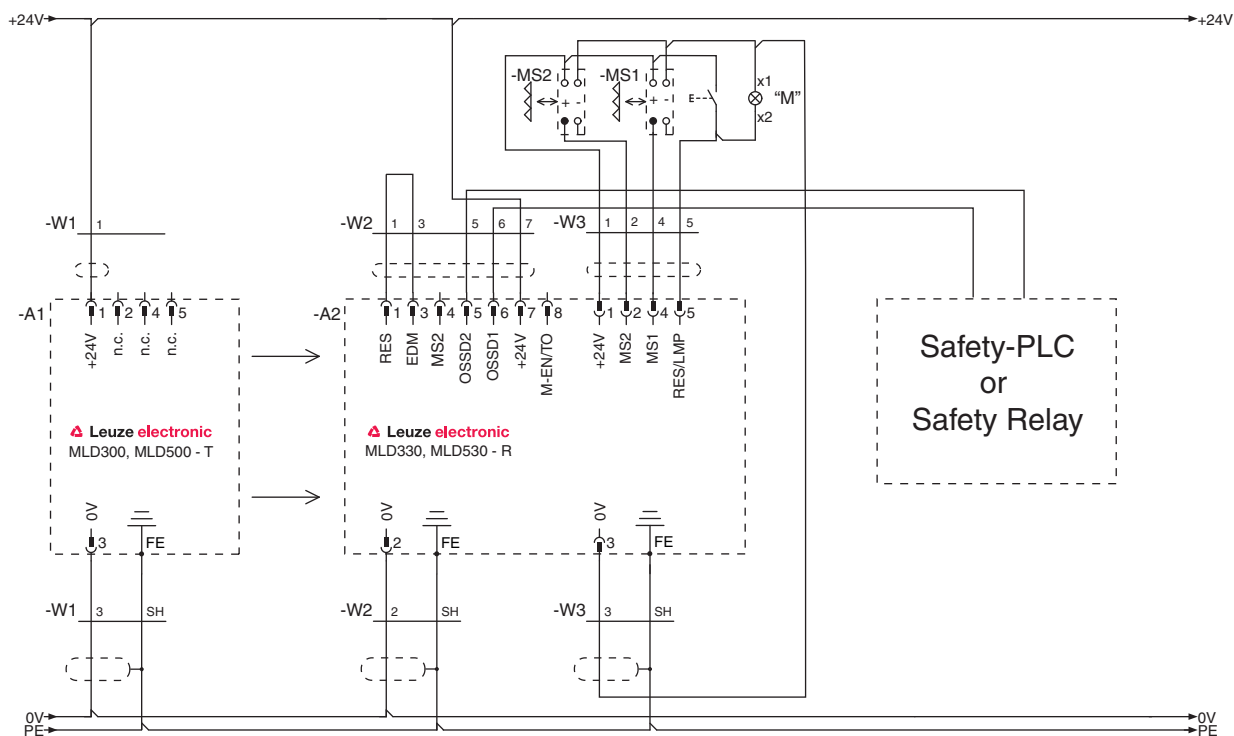 +24V +24V
-MS2 -MS1 x1 "M"
+ - + - E x2
-W1 1
-W2 1 3 5 6 7
-W3 1 2 4 5
-A1 1 2 4 5
+24V n.c. n.c. n.c.
-A2 1 3 4 5 6 7 8 1 2 4 5
RES EDM MS2 OSSD2 OSSD1 +24V M-EN/TO +24V MS2 MS1 RES/LMP
Safety-PLC
or
Safety Relay
Leuze electronic
MLD300, MLD500 - T
Leuze electronic
MLD330, MLD530 - R
0V 0V 0V
3 FE 2 FE 3 FE
-W1 3 SH
-W2 2 SH
-W3 3 SH
0V 0V
PE PE